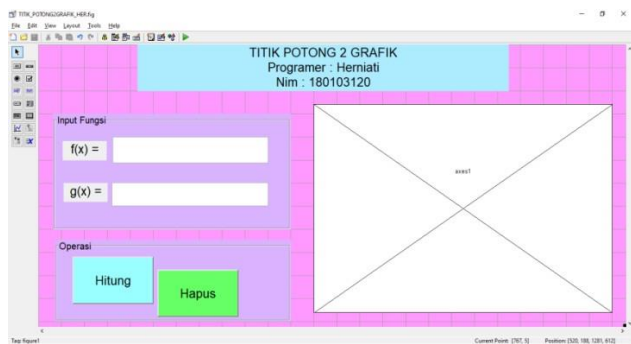 TITIK_POTONG2GRAFIK_HER.fig
File Edit View Layout Tools Help
TITIK POTONG 2 GRAFIK
Programer : Herniati
Nim : 180103120
Input Fungsi
f(x) =
g(x) =
axes1
Operasi
Hitung
Hapus
Tag: figure1
Current Point: [787, 5] Position: [520, 188, 1281, 612]